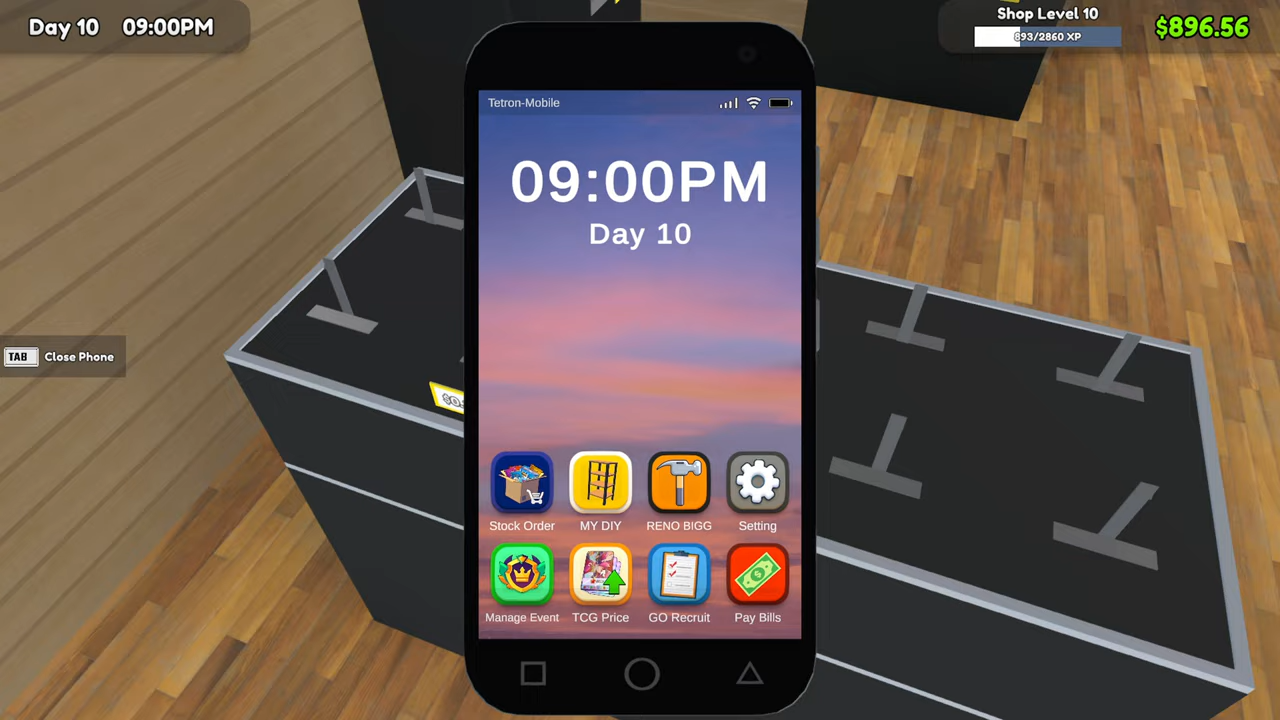 Day 10 09:00PM
Shop Level 10
893/2860 XP
$896.56
Tetron-Mobile
09:00PM
Day 10
TAB Close Phone
Stock Order MY DIY RENO BIGG Setting
Manage Event TCG Price GO Recruit Pay Bills